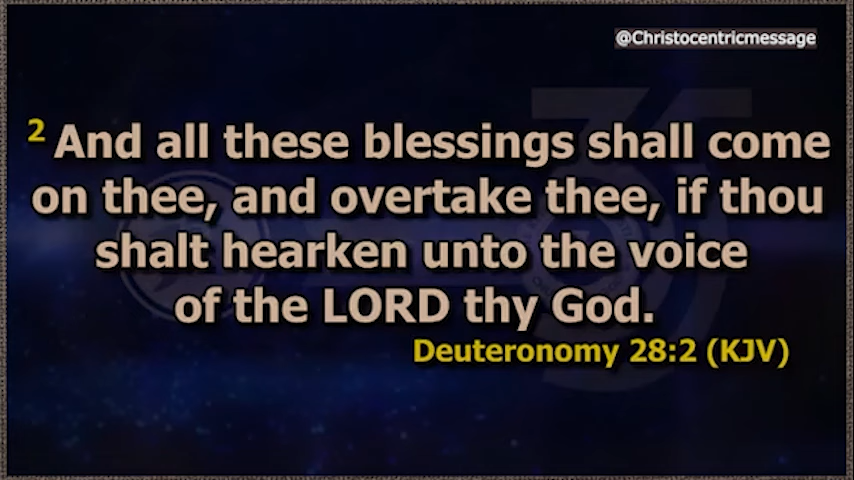 @Christocentricmessage
2 And all these blessings shall come
on thee, and overtake thee, if thou
shalt hearken unto the voice
of the LORD thy God.
Deuteronomy 28:2 (KJV)